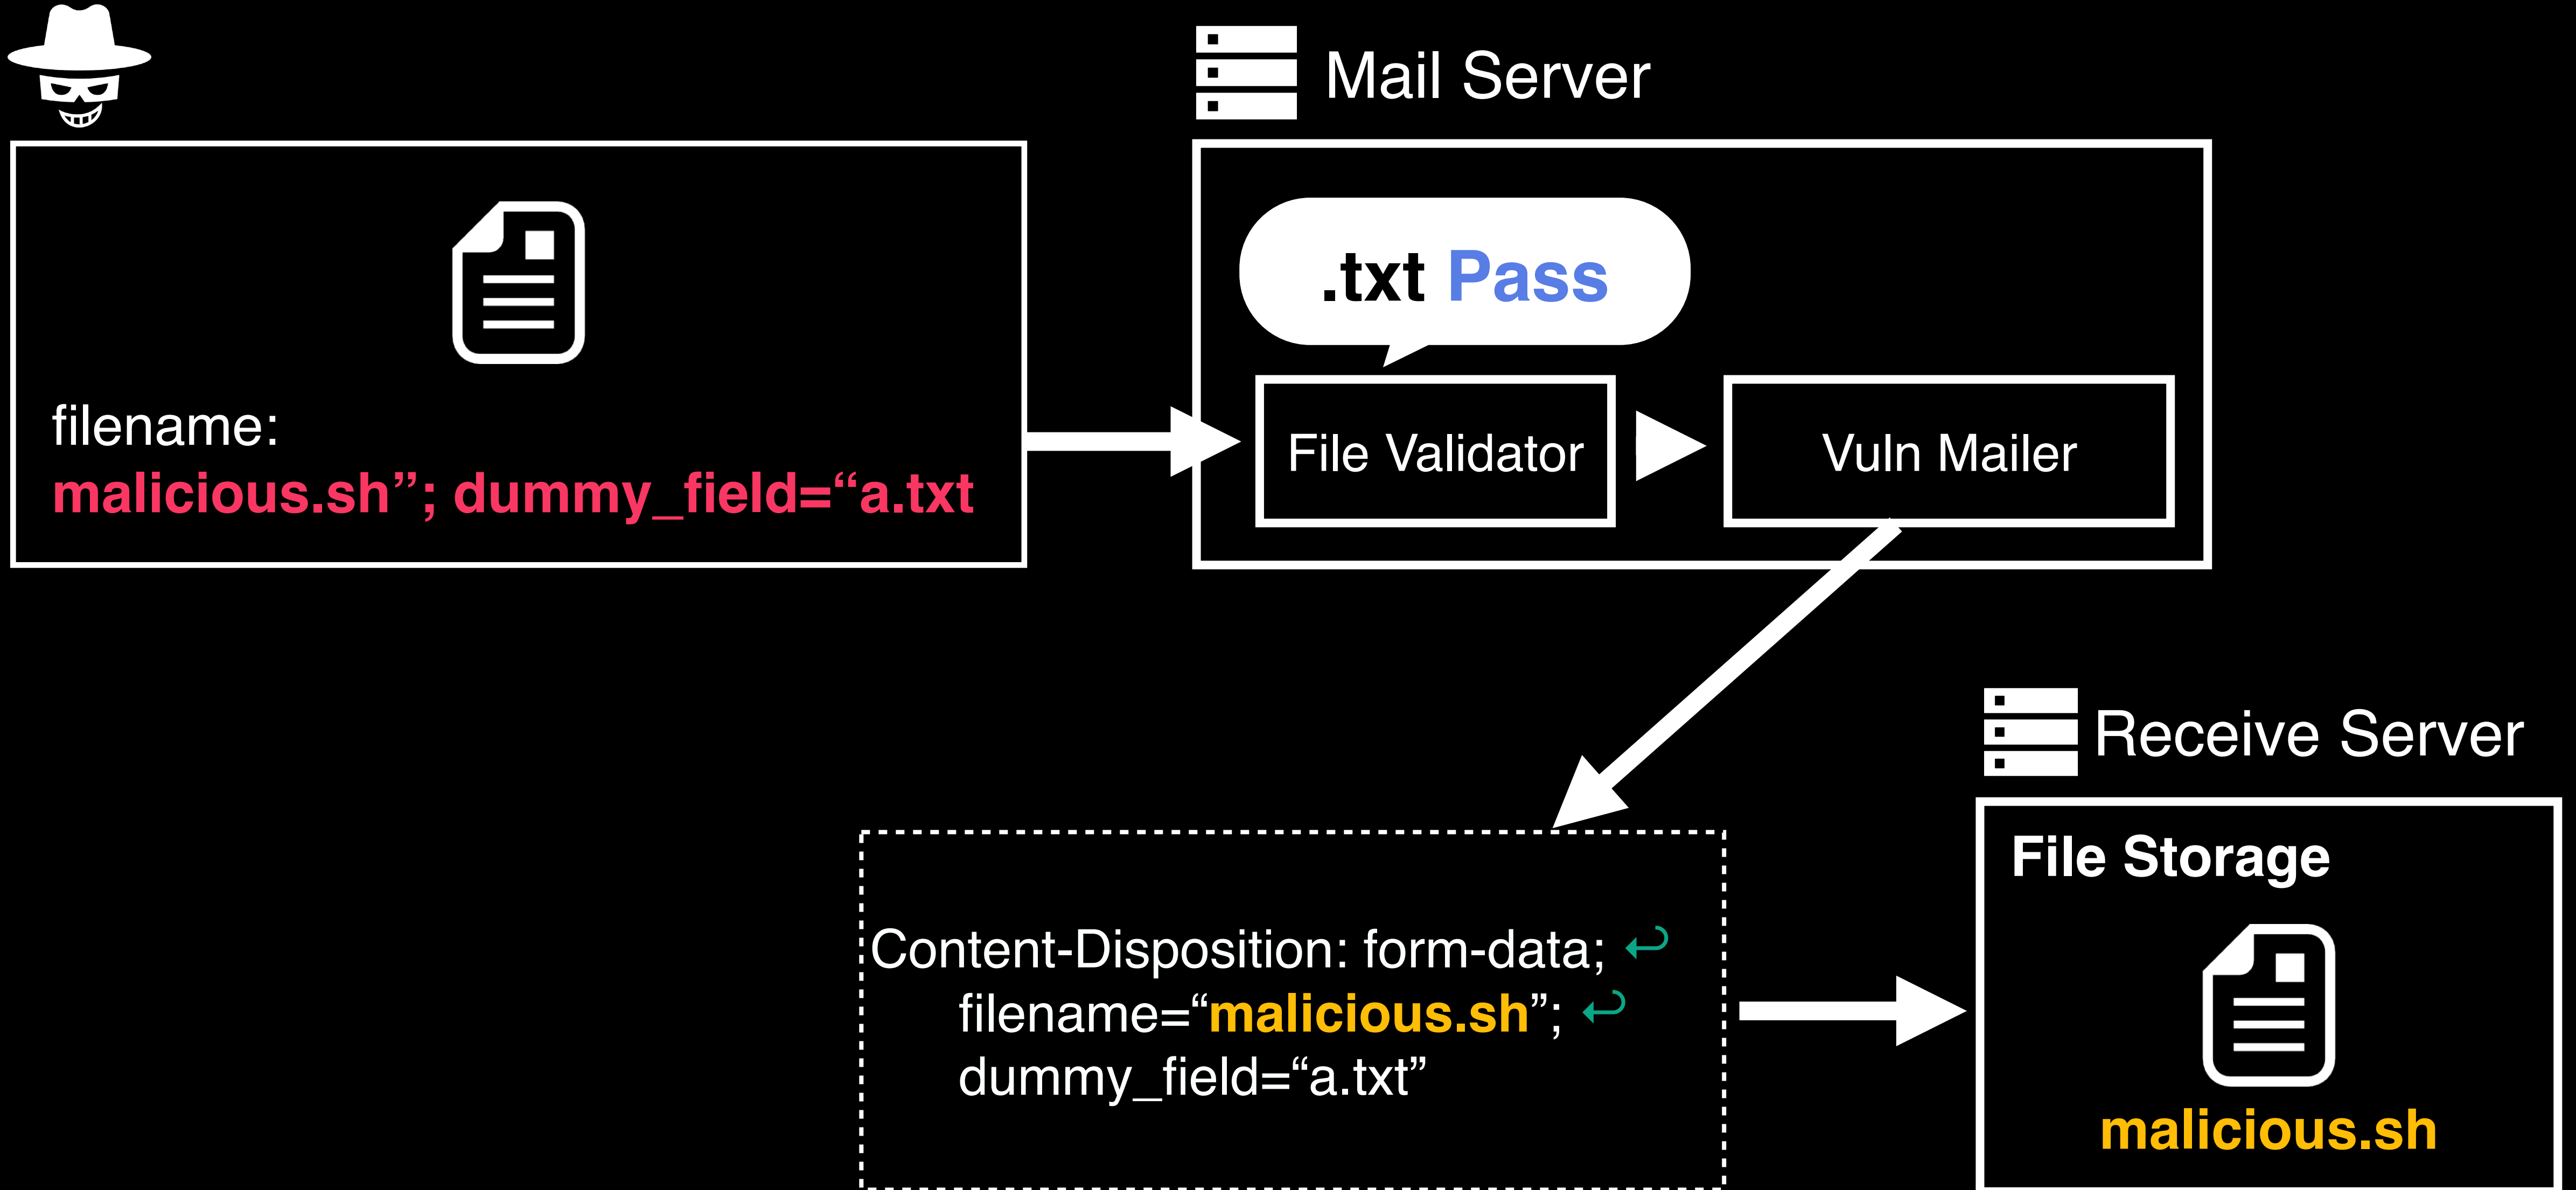 Mail Server
.txt Pass
filename:
malicious.sh”; dummy_field=“a.txt
File Validator
Vuln Mailer
Receive Server
File Storage
Content-Disposition: form-data; ↩
filename=“malicious.sh”; ↩
dummy_field=“a.txt”
malicious.sh